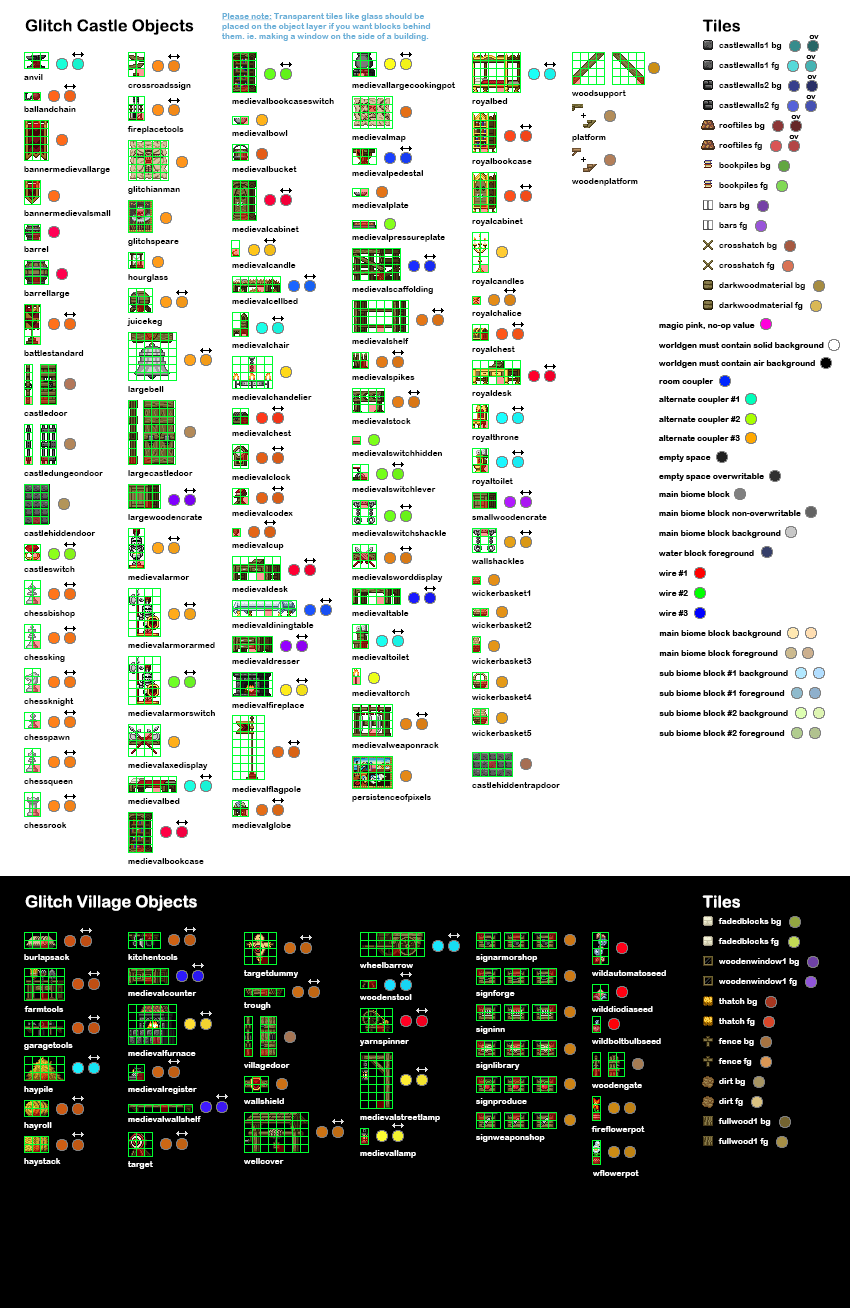 Glitch Castle Objects
Please note: Transparent tiles like glass should be
placed on the object layer if you want blocks behind
them. ie. making a window on the side of a building.
anvil
ballandchain
bannermedievallarge
bannermedievalsmall
barrel
barrellarge
battlestandard
castledoor
castledungeondoor
castlehiddendoor
castleswitch
chessbishop
chessking
chessknight
chesspawn
chessqueen
chessrook
crossroadssign
fireplacetools
glitchianman
glitchspeare
hourglass
juicekeg
largebell
largecastledoor
largewoodencrate
medievalarmor
medievalarmorarmed
medievalarmorswitch
medievalaxedisplay
medievalbed
medievalbookcase
medievalbookcaseswitch
medievalbowl
medievalbucket
medievalcabinet
medievalcandle
medievalcellbed
medievalchair
medievalchandelier
medievalchest
medievalclock
medievalcodex
medievalcup
medievaldesk
medievaldiningtable
medievaldresser
medievalfireplace
medievalflagpole
medievalglobe
medievallargecookingpot
medievalmap
medievalpedestal
medievalplate
medievalpressureplate
medievalscaffolding
medievalshelf
medievalspikes
medievalstock
medievalswitchhidden
medievalswitchlever
medievalswitchshackle
medievalsworddisplay
medievaltable
medievaltoilet
medievaltorch
medievalweaponrack
persistenceofpixels
royalbed
royalbookcase
royalcabinet
royalcandles
royalchalice
royalchest
royaldesk
royalthrone
royaltoilet
smallwoodencrate
wallshackles
wickerbasket1
wickerbasket2
wickerbasket3
wickerbasket4
wickerbasket5
castlehiddentrapdoor
woodsupport
+
platform
+
woodenplatform
Tiles
castlewalls1 bg
ov
castlewalls1 fg
castlewalls2 bg
ov
castlewalls2 fg
rooftiles bg
ov
rooftiles fg
ov
bookpiles bg
bookpiles fg
bars bg
bars fg
crosshatch bg
crosshatch fg
darkwoodmaterial bg
darkwoodmaterial fg
magic pink, no-op value
worldgen must contain solid background
worldgen must contain air background
room coupler
alternate coupler #1
alternate coupler #2
alternate coupler #3
empty space
empty space overwritable
main biome block
main biome block non-overwritable
main biome block background
water block foreground
wire #1
wire #2
wire #3
main biome block background
main biome block foreground
sub biome block #1 background
sub biome block #1 foreground
sub biome block #2 background
sub biome block #2 foreground
Glitch Village Objects
burlapsack
farmtools
garagetools
haypile
hayroll
haystack
kitchentools
medievalcounter
medievalfurnace
medievalregister
medievalwallshelf
target
targetdummy
trough
villagedoor
wallshield
wellcover
wheelbarrow
woodenstool
yarnspinner
medievalstreetlamp
medievallamp
signarmorshop
signforge
signinn
signlibrary
signproduce
signweaponshop
wildautomatoseed
wilddiodiaseed
wildboltbulbseed
woodengate
fireflowerpot
wflowerpot
Tiles
fadedblocks bg
fadedblocks fg
woodenwindow1 bg
woodenwindow1 fg
thatch bg
thatch fg
fence bg
fence fg
dirt bg
dirt fg
fullwood1 bg
fullwood1 fg